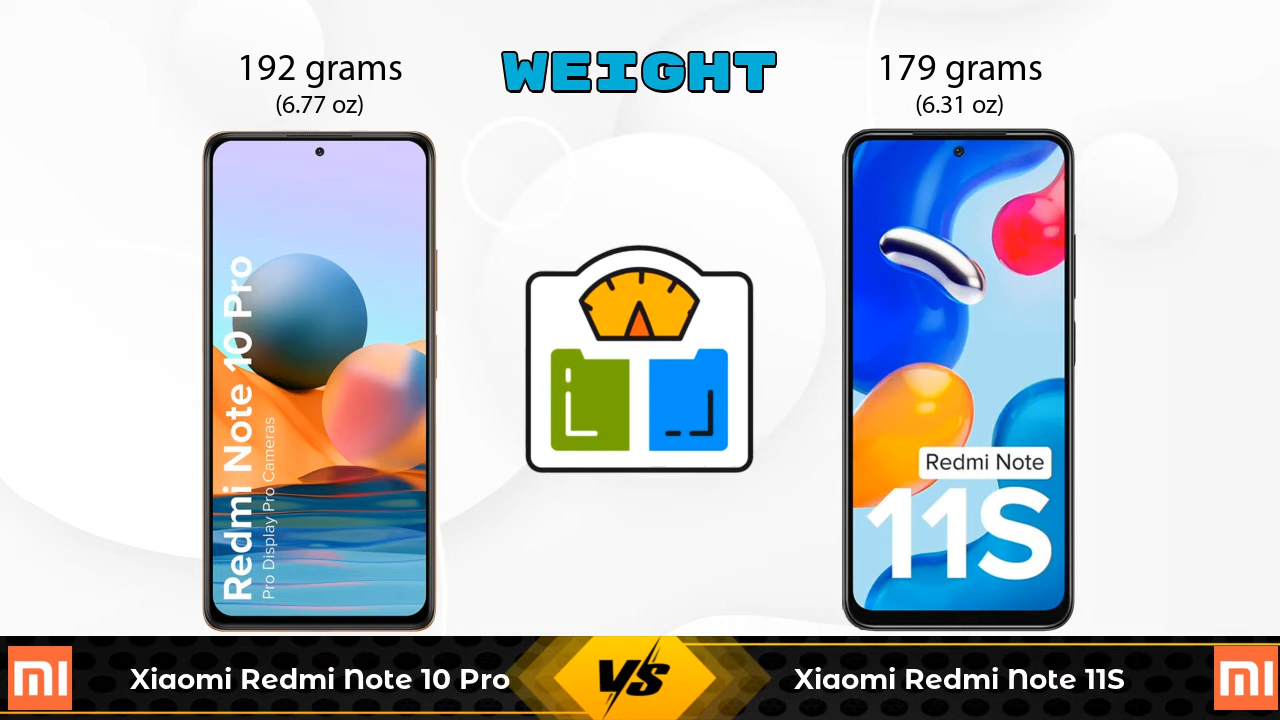 WEIGHT
192 grams
(6.77 oz)
179 grams
(6.31 oz)
Redmi Note 10 Pro
Pro Display Pro Cameras
Redmi Note
11S
mi
Xiaomi Redmi Note 10 Pro
VS
Xiaomi Redmi Note 11S
mi